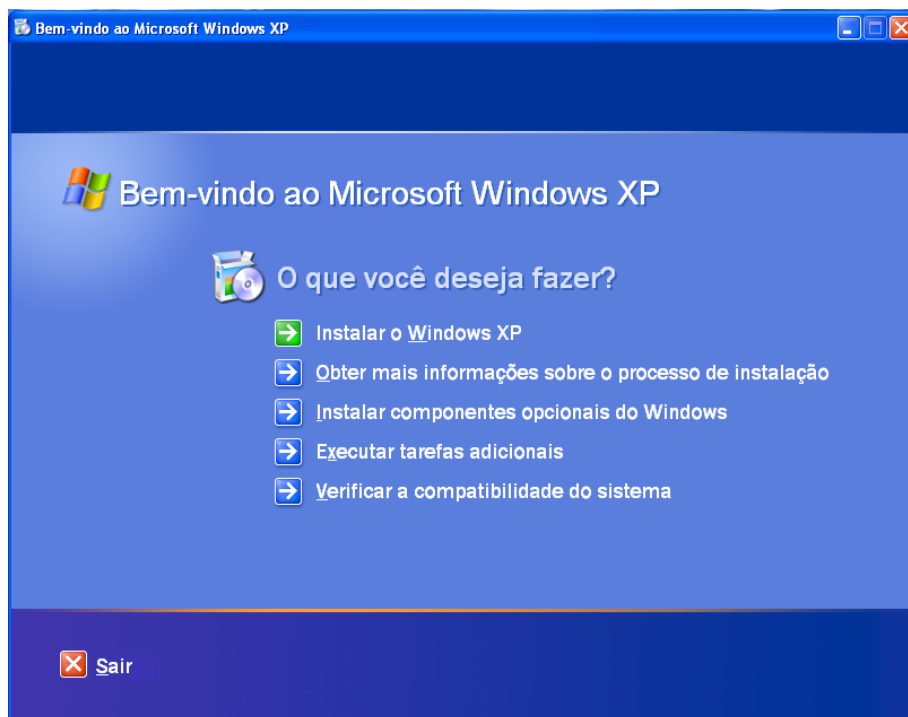 Bem-vindo ao Microsoft Windows XP
Bem-vindo ao Microsoft Windows XP
O que você deseja fazer?
Instalar o Windows XP
Obter mais informações sobre o processo de instalação
Instalar componentes opcionais do Windows
Executar tarefas adicionais
Verificar a compatibilidade do sistema
Sair